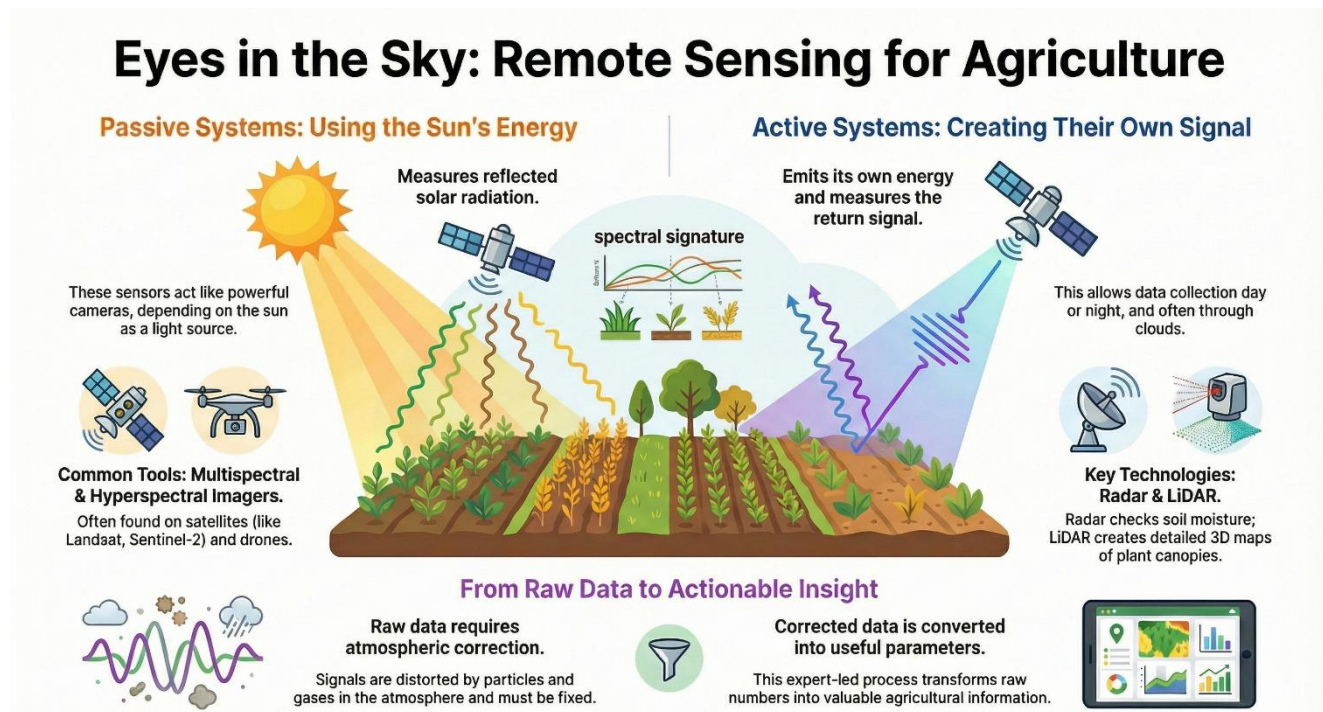 Eyes in the Sky: Remote Sensing for Agriculture
Passive Systems: Using the Sun's Energy
Measures reflected
solar radiation.
These sensors act like powerful
cameras, depending on the sun
as a light source.
Common Tools: Multispectral
& Hyperspectral Imagers.
Often found on satellites (like
Landaat, Sentinel-2) and drones.
spectral signature
Active Systems: Creating Their Own Signal
Emits its own energy
and measures the
return signal.
This allows data collection day
or night, and often through
clouds.
Key Technologies:
Radar & LiDAR.
Radar checks soil moisture;
LiDAR creates detailed 3D maps
of plant canopies.
From Raw Data to Actionable Insight
Raw data requires
atmospheric correction.
Signals are distorted by particles and
gases in the atmosphere and must be fixed.
Corrected data is converted
into useful parameters.
This expert-led process transforms raw
numbers into valuable agricultural information.